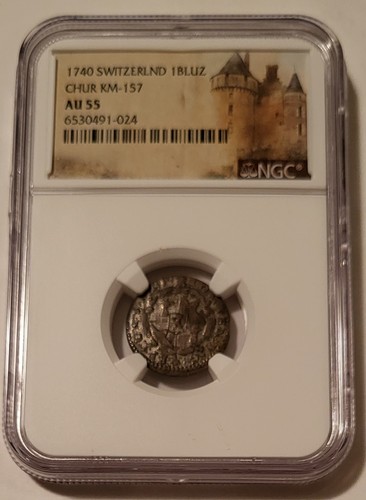 1740 SWITZERLND 1BLUZ
CHUR KM-157
AU 55
6530491-024
NGC®